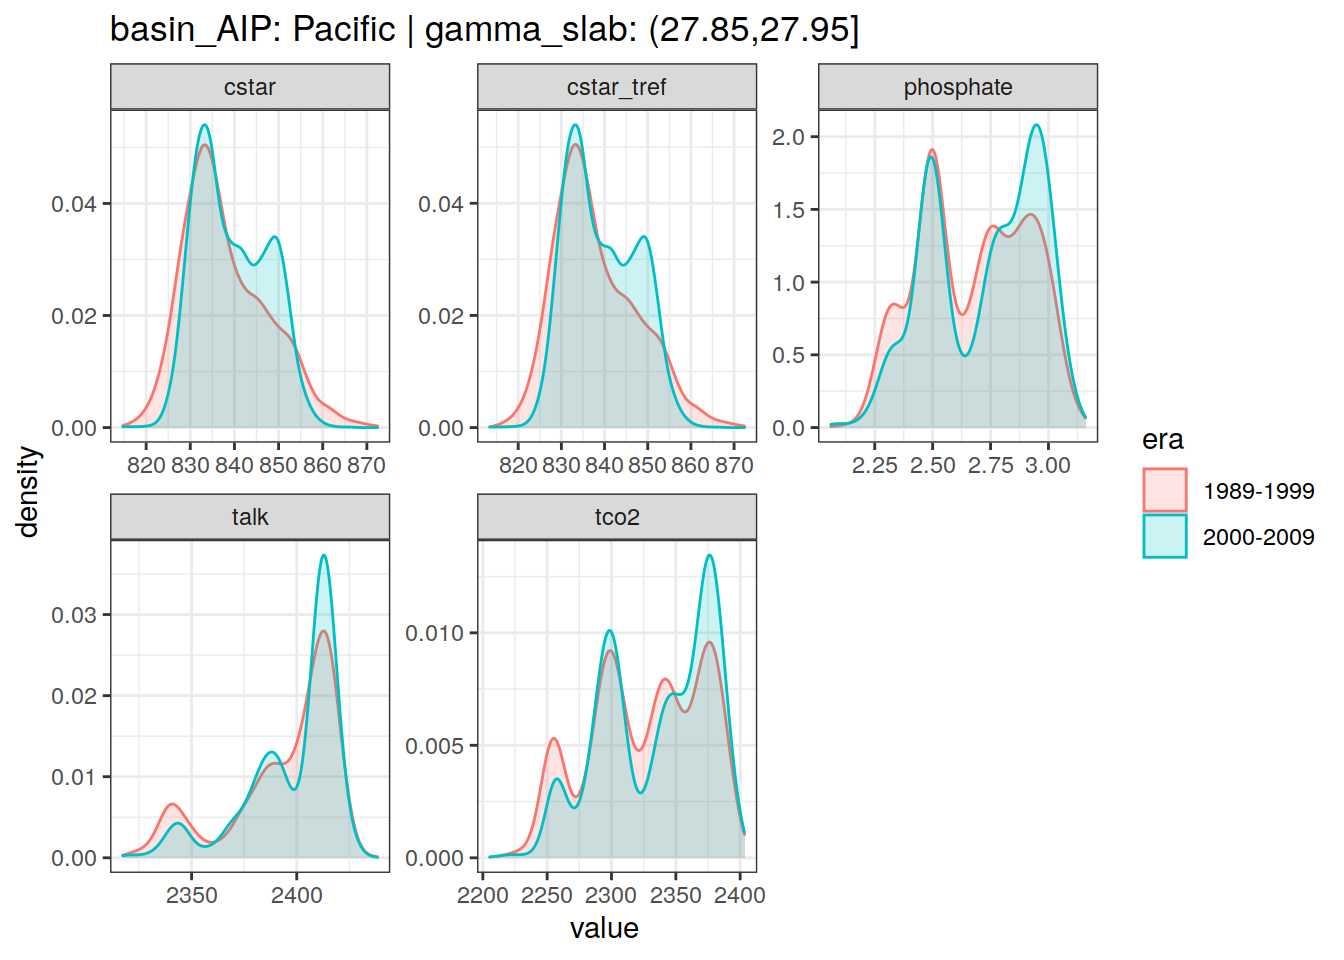 basin_AIP: Pacific | gamma_slab: (27.85,27.95]
cstar
cstar_tref
phosphate
0.00
0.02
0.04
820 830 840 850 860 870
0.00
0.02
0.04
820 830 840 850 860 870
0.0
0.5
1.0
1.5
2.0
2.25 2.50 2.75 3.00
talk
tco2
0.00
0.01
0.02
0.03
2350 2400
0.000
0.005
0.010
2200 2250 2300 2350 2400
value
density
era
1989-1999
2000-2009